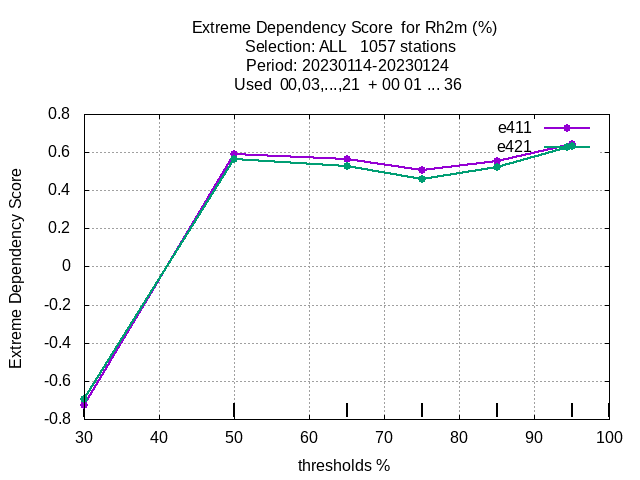 Extreme Dependency Score  for Rh2m (%)
Selection: ALL   1057 stations
Period: 20230114-20230124
Used  00,03,...,21  + 00 01 ... 36
e411
e421
Extreme Dependency Score
0.8
0.6
0.4
0.2
0
-0.2
-0.4
-0.6
-0.8
30 40 50 60 70 80 90 100
thresholds %